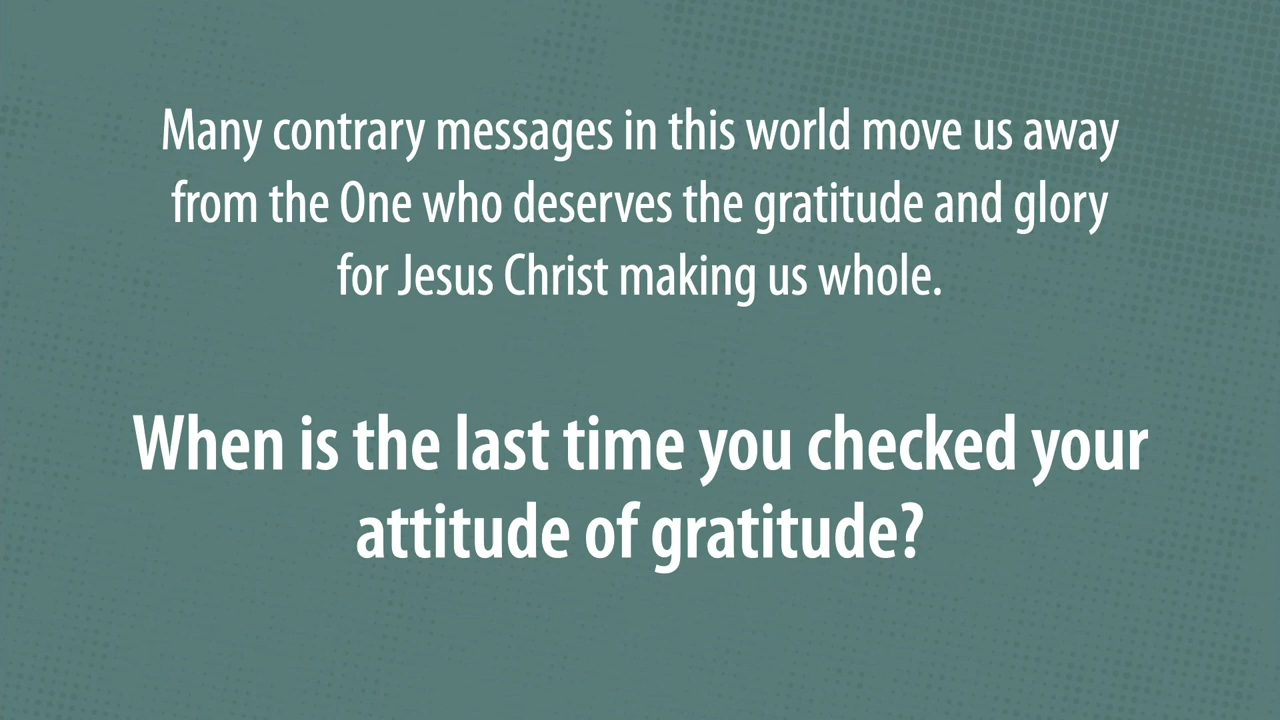 Many contrary messages in this world move us away
from the One who deserves the gratitude and glory
for Jesus Christ making us whole.
When is the last time you checked your
attitude of gratitude?